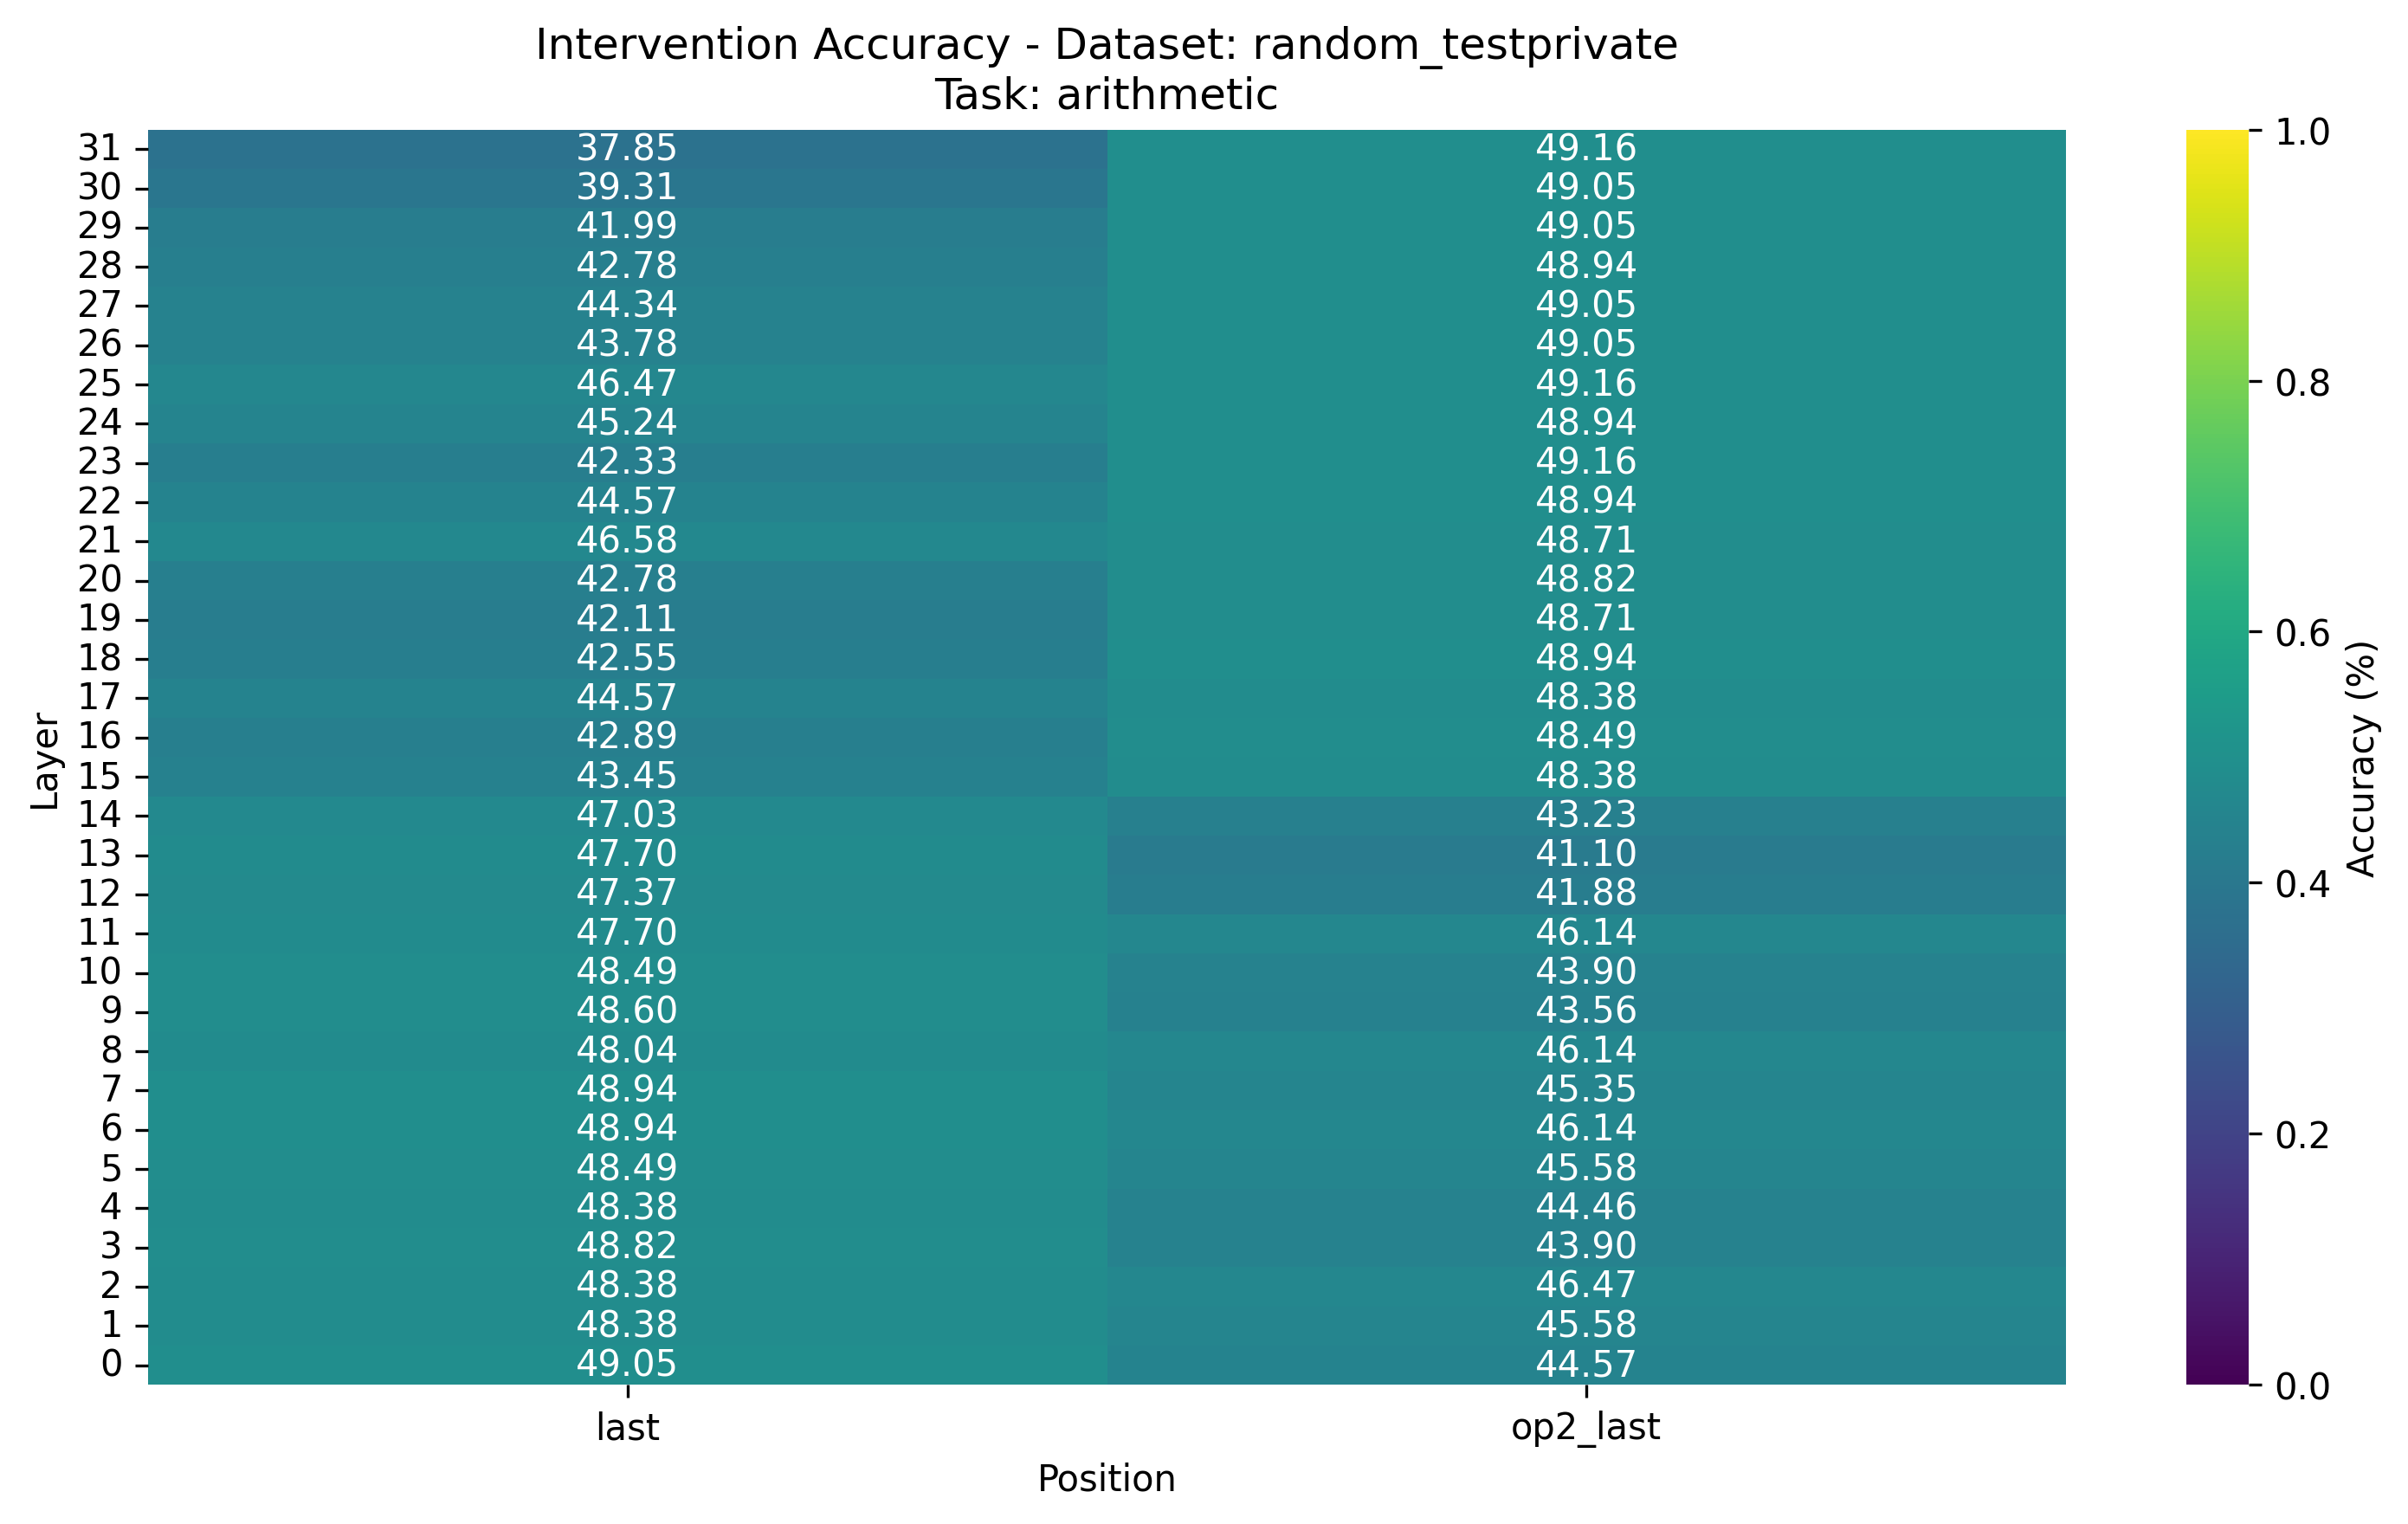 Intervention Accuracy - Dataset: random_testprivate
Task: arithmetic
31 37.85 49.16
30 39.31 49.05
29 41.99 49.05
28 42.78 48.94
27 44.34 49.05
26 43.78 49.05
25 46.47 49.16
24 45.24 48.94
23 42.33 49.16
22 44.57 48.94
21 46.58 48.71
20 42.78 48.82
19 42.11 48.71
18 42.55 48.94
17 44.57 48.38
16 42.89 48.49
15 43.45 48.38
14 47.03 43.23
13 47.70 41.10
12 47.37 41.88
11 47.70 46.14
10 48.49 43.90
9 48.60 43.56
8 48.04 46.14
7 48.94 45.35
6 48.94 46.14
5 48.49 45.58
4 48.38 44.46
3 48.82 43.90
2 48.38 46.47
1 48.38 45.58
0 49.05 44.57
last op2_last
Position
Layer
1.0
0.8
0.6
0.4
0.2
0.0
Accuracy (%)